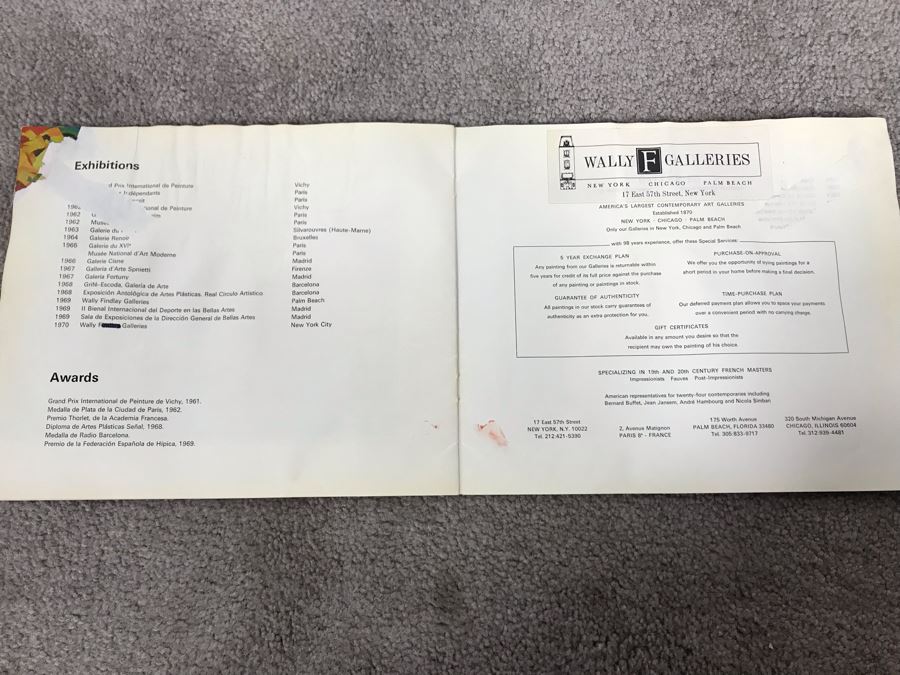 Exhibitions
d Prix International de Peinture Vichy
Indépendants Paris
Paris
1962 tional de Peinture Vichy
1962 Paris
1962 Paris
1963 Galerie du Silvarouvres (Haute-Marne)
1964 Galerie Renoir Bruxelles
1966 Galerie du XVIe Paris
Musée National d'Art Moderne Paris
1966 Galerie Cisne Madrid
1967 Galleria d'Arte Spinetti Firenze
1967 Galería Fortuny Madrid
1968 Grifé-Escoda, Galería de Arte Barcelona
1968 Exposición Antológica de Artes Plásticas. Real Círculo Artístico Barcelona
1969 Wally Findlay Galleries Palm Beach
1969 II Bienal Internacional del Deporte en las Bellas Artes Madrid
1969 Sala de Exposiciones de la Dirección General de Bellas Artes Madrid
1970 Wally Galleries New York City
Awards
Grand Prix International de Peinture de Vichy, 1961.
Medalla de Plata de la Ciudad de París, 1962.
Premio Thorlet, de la Academia Francesa.
Diploma de Artes Plásticas Señal, 1968.
Medalla de Radio Barcelona.
Premio de la Federación Española de Hípica, 1969.
WALLY F GALLERIES
NEW YORK CHICAGO PALM BEACH
17 East 57th Street, New York
AMERICA'S LARGEST CONTEMPORARY ART GALLERIES
Established 1870
NEW YORK - CHICAGO - PALM BEACH
Only our Galleries in New York, Chicago and Palm Beach
with 98 years experience, offer these Special Services:
5 YEAR EXCHANGE PLAN
Any painting from our Galleries is returnable within
five years for credit of its full price against the purchase
of any painting or paintings in stock.
PURCHASE-ON-APPROVAL
We offer you the opportunity of trying paintings for a
short period in your home before making a final decision.
GUARANTEE OF AUTHENTICITY
All paintings in our stock carry guarantees of
authenticity as an extra protection for you.
TIME-PURCHASE PLAN
Our deferred payment plan allows you to space your payments
over a convenient period with no carrying charge.
GIFT CERTIFICATES
Available in any amount you desire so that the
recipient may own the painting of his choice.
SPECIALIZING IN 19th AND 20th CENTURY FRENCH MASTERS
Impressionists Fauves Post-Impressionists
American representatives for twenty-four contemporaries including
Bernard Buffet, Jean Jansem, André Hambourg and Nicola Simbari
17 East 57th Street
NEW YORK, N.Y. 10022
Tel. 212-421-5390
2, Avenue Matignon
PARIS 8e - FRANCE
175 Worth Avenue
PALM BEACH, FLORIDA 33480
Tel. 305-833-9717
320 South Michigan Avenue
CHICAGO, ILLINOIS 60604
Tel. 312-939-4481